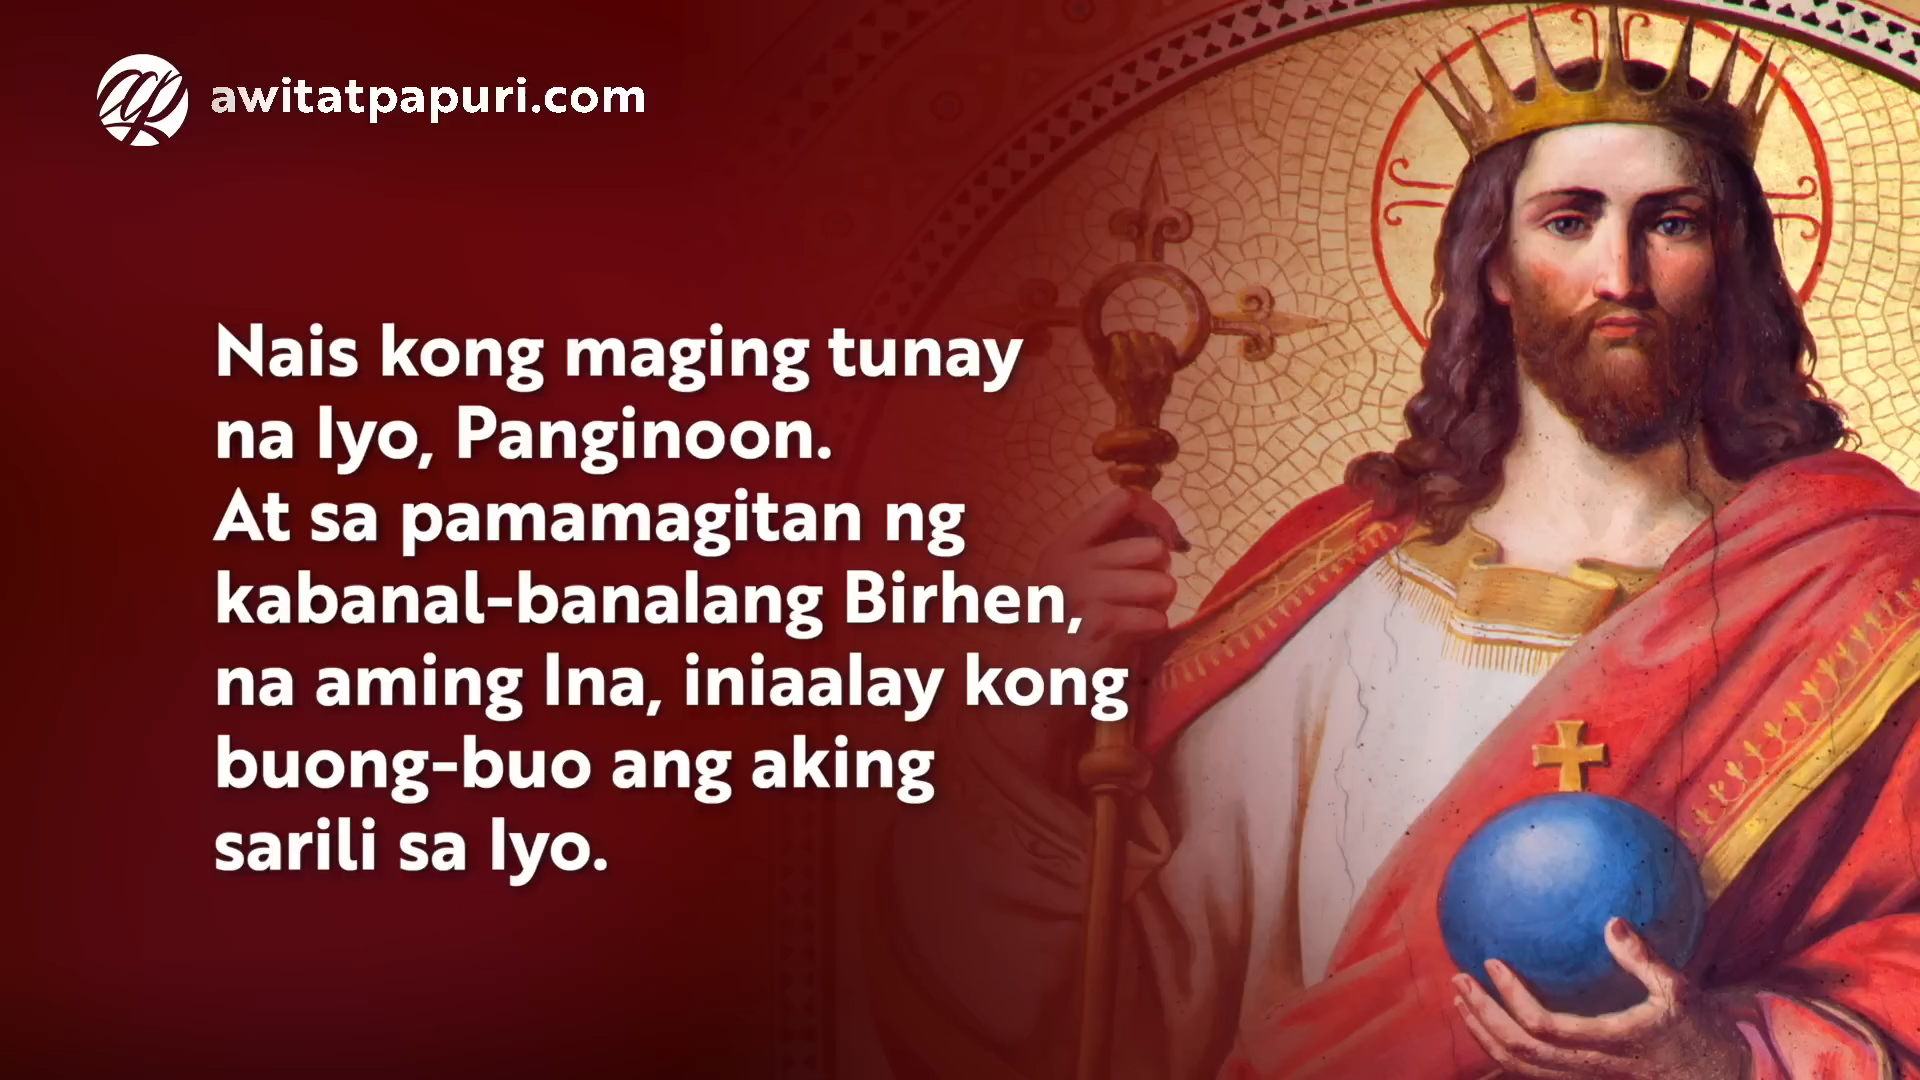 awitatpapuri.com
Nais kong maging tunay
na Iyo, Panginoon.
At sa pamamagitan ng
kabanal-banalang Birhen,
na aming Ina, iniaalay kong
buong-buo ang aking
sarili sa Iyo.